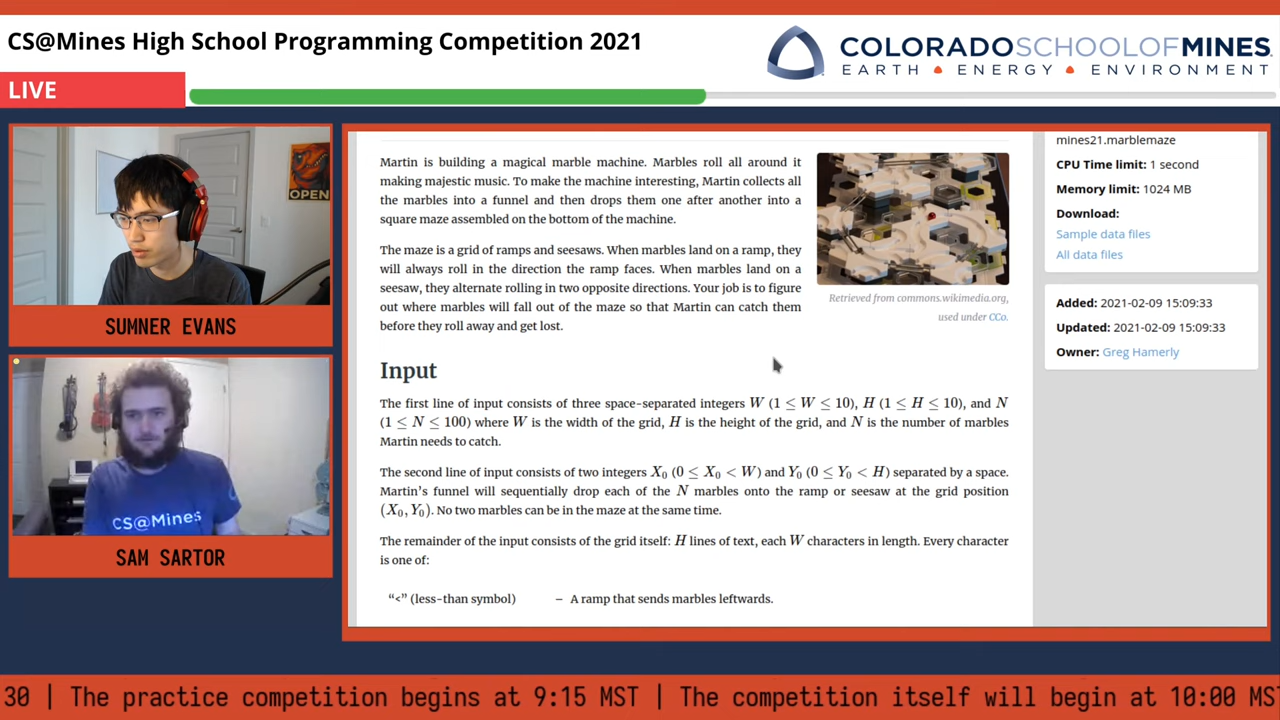 CS@Mines High School Programming Competition 2021
COLORADOSCHOOLOFMINES
EARTH • ENERGY • ENVIRONMENT
LIVE
OPEN
SUMNER EVANS
CS@Mines
SAM SARTOR
Martin is building a magical marble machine. Marbles roll all around it
making majestic music. To make the machine interesting, Martin collects all
the marbles into a funnel and then drops them one after another into a
square maze assembled on the bottom of the machine.
The maze is a grid of ramps and seesaws. When marbles land on a ramp, they
will always roll in the direction the ramp faces. When marbles land on a
seesaw, they alternate rolling in two opposite directions. Your job is to figure
out where marbles will fall out of the maze so that Martin can catch them
before they roll away and get lost.
Retrieved from commons.wikimedia.org,
used under CC0.
Input
The first line of input consists of three space-separated integers W (1 ≤ W ≤ 10), H (1 ≤ H ≤ 10), and N
(1 ≤ N ≤ 100) where W is the width of the grid, H is the height of the grid, and N is the number of marbles
Martin needs to catch.
The second line of input consists of two integers X₀ (0 ≤ X₀ < W) and Y₀ (0 ≤ Y₀ < H) separated by a space.
Martin's funnel will sequentially drop each of the N marbles onto the ramp or seesaw at the grid position
(X₀, Y₀). No two marbles can be in the maze at the same time.
The remainder of the input consists of the grid itself: H lines of text, each W characters in length. Every character
is one of:
“<” (less-than symbol) – A ramp that sends marbles leftwards.
mines21.marblemaze
CPU Time limit: 1 second
Memory limit: 1024 MB
Download:
Sample data files
All data files
Added: 2021-02-09 15:09:33
Updated: 2021-02-09 15:09:33
Owner: Greg Hamerly
30 | The practice competition begins at 9:15 MST | The competition itself will begin at 10:00 MS